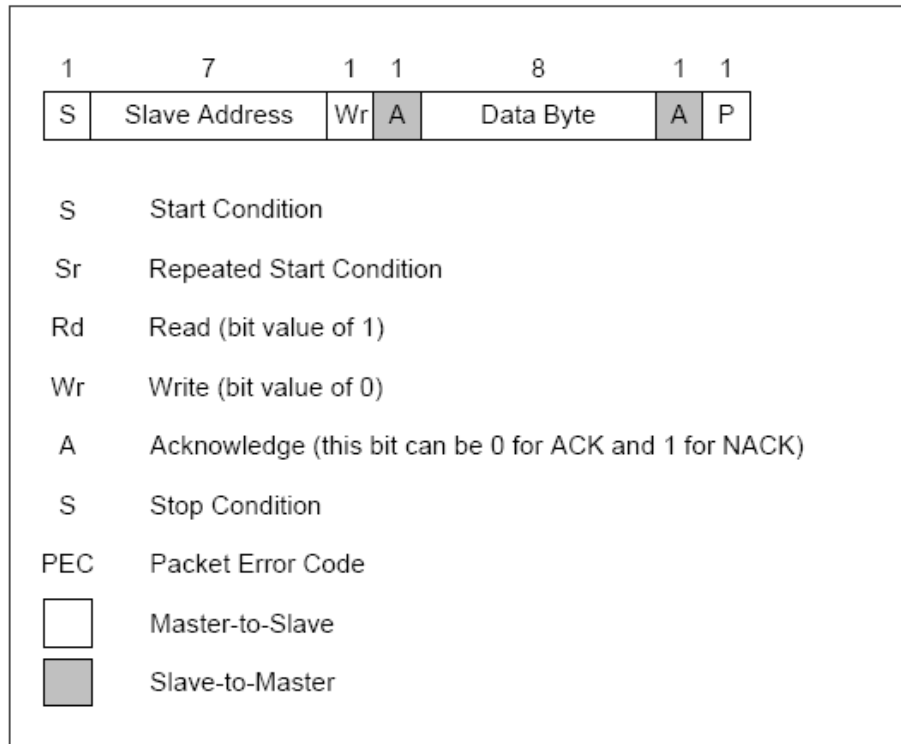 1 7 1 1 8 1 1
S Slave Address Wr A Data Byte A P
S Start Condition
Sr Repeated Start Condition
Rd Read (bit value of 1)
Wr Write (bit value of 0)
A Acknowledge (this bit can be 0 for ACK and 1 for NACK)
S Stop Condition
PEC Packet Error Code
Master-to-Slave
Slave-to-Master